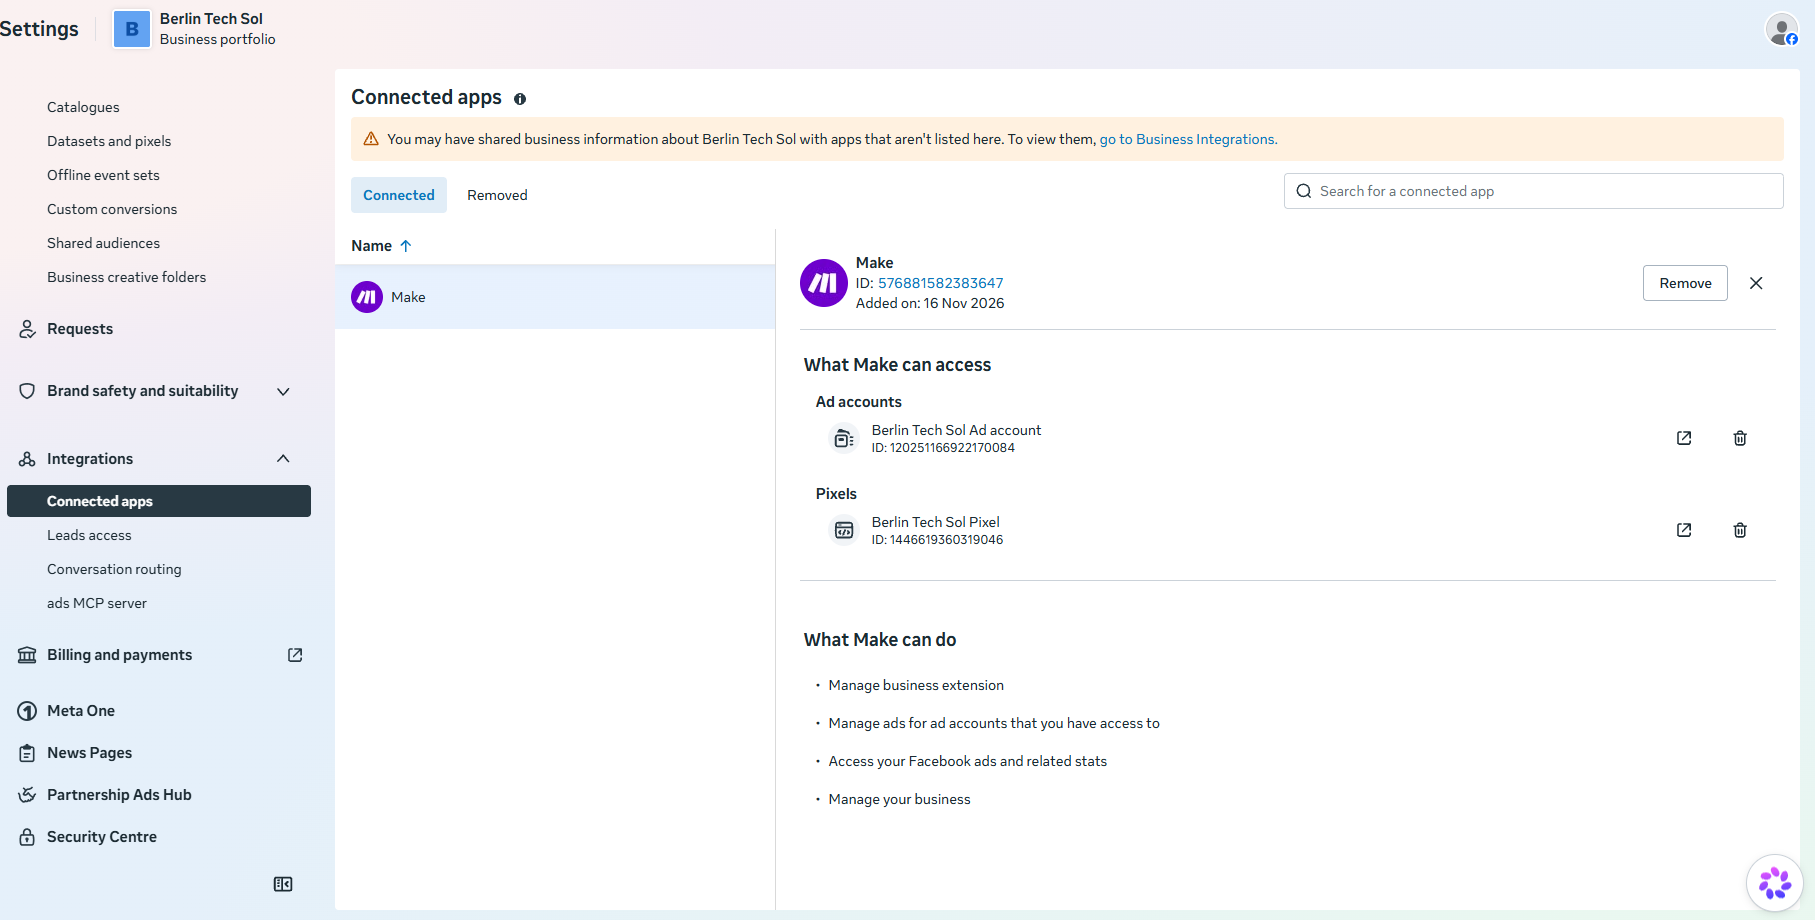 Settings
B
Berlin Tech Sol
Business portfolio
Catalogues
Datasets and pixels
Offline event sets
Custom conversions
Shared audiences
Business creative folders
Requests
Brand safety and suitability
Integrations
Connected apps
Leads access
Conversation routing
ads MCP server
Billing and payments
Meta One
News Pages
Partnership Ads Hub
Security Centre
Connected apps
You may have shared business information about Berlin Tech Sol with apps that aren't listed here. To view them, go to Business Integrations.
Connected
Removed
Search for a connected app
Name
Make
Make
ID: 576881582383647
Added on: 16 Nov 2026
Remove
What Make can access
Ad accounts
Berlin Tech Sol Ad account
ID: 120251166922170084
Pixels
Berlin Tech Sol Pixel
ID: 1446619360319046
What Make can do
• Manage business extension
• Manage ads for ad accounts that you have access to
• Access your Facebook ads and related stats
• Manage your business